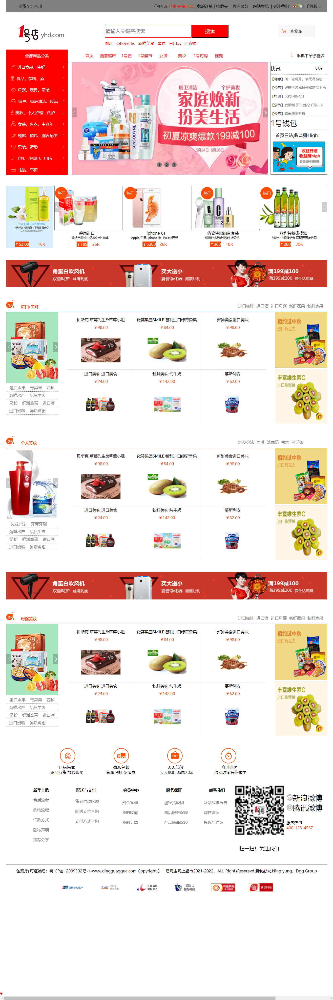 送货至：四川
你好!请 登录 免费注册 | 我的订单 | 收藏夹 客户服务 网站导航 | 关注我们： | 手机版
1号店 yhd.com
请输入关键字搜索 搜索
购物车
咖啡 iphone 6s 新鲜美食 蛋糕 日用品 连衣裙
全部商品分类
首页 自营超市 1号团 1号超市 女装 美妆 1号海购 团购
手机下单惊喜多!
进口食品、生鲜
食品、饮料、酒
母婴、玩具、童装
家具、家庭清洁、纸品
美妆、个人护理、洗护
女装、内衣、中老年
鞋靴、箱包、腕表配饰
男装、运动
手机、小家电、电脑
礼品、充值
厨卫清洁 个护美妆
家庭焕新
扮美生活
初夏凉爽爆款199减100
5月24日-5月26日
1 2 3
快讯 更多
【特惠】掬一轮明月，表无尽惦念
【公告】好奇金装成长长裤新品上市
【特惠】大牌闪购·抢!
【公告】发福利 买车就抢千元油卡
【公告】家电低至五折
1号钱包
首页日结,收益赚High!
收益日结
收益赚high
日日复利 赚赚赚
好评如潮 6年连续畅销
√快卸妆 √无残留 √不刺激 更安心
￥53.00 16R
热门
德国进口
德纳全脂纯牛奶200ml*48盒
￥189 26R
热门
iphone 6s
Apple/苹果 iphone 6s Puls公开版
￥5288 26R
热门
倩碧特惠组合套装
倩碧补水组合套装8折促销
￥368 18R
热门
品利特级橄榄油
750ml*4瓶装组合 西班牙原装进口
￥280 30R
角蛋白吹风机
双重呵护 丝滑到底
买大送小
夏普净化器 颠覆让利
满199减100
满399减200 爱仕达厨具
1F 进口•生鲜
进口咖啡 进口酒 进口母婴 新鲜蔬果 新鲜水果
PEPERO
进口水果 奇异果 西柚
海鲜水产 品质牛肉
奶粉 鲜活禽蛋 进口酒
进口奶粉 鲜活禽蛋
贝斯克 草莓先生&草莓小姐
￥98.00
微笑果园SMILE 智利进口绿奇异果
￥84.00
新鲜美食进口美味
￥98.00
进口美味 进口美食
￥24.00
新鲜美味 纯牛奶
￥142.00
慕斯利安
￥62.00
相约过中秋
进口巧克力
丰富维生素C
进口猕猴桃
2F 个人美妆
洗发护法 面膜 洗面奶 香水 沐浴露
VS
always
洗发护法 牙膏牙刷
海鲜水产 品质牛肉
奶粉 鲜活禽蛋 进口酒
进口奶粉 鲜活禽蛋
贝斯克 草莓先生&草莓小姐
￥98.00
微笑果园SMILE 智利进口绿奇异果
￥84.00
新鲜美食进口美味
￥98.00
进口美味 进口美食
￥24.00
新鲜美味 纯牛奶
￥142.00
慕斯利安
￥62.00
相约过中秋
进口巧克力
丰富维生素C
进口猕猴桃
角蛋白吹风机
双重呵护 丝滑到底
买大送小
夏普净化器 颠覆让利
满199减100
满399减200 爱仕达厨具
3F 母婴美妆
进口咖啡 进口酒 进口母婴 新鲜蔬果 新鲜水果
PEPERO
进口水果 奇异果 西柚
海鲜水产 品质牛肉
奶粉 鲜活禽蛋 进口酒
进口奶粉 鲜活禽蛋
贝斯克 草莓先生&草莓小姐
￥98.00
微笑果园SMILE 智利进口绿奇异果
￥84.00
新鲜美食进口美味
￥98.00
进口美味 进口美食
￥24.00
新鲜美味 纯牛奶
￥142.00
慕斯利安
￥62.00
相约过中秋
进口巧克力
丰富维生素C
进口猕猴桃
SALE
正品保障 满38包邮 天天低价 准时送达
正品行货 放心购买 满38包邮 免运费 天天低价 畅选无忧 收获时间有你做主
新手上路
售后流程
购物流程
订购方式
隐私声明
推荐分享
配送与支付
货到付款区域
配送支付查询
支付方式查询
会员中心
资金管理
我的收藏
我的订单
服务保证
退换货原则
售后服务保障
产品质量保障
联系我们
网站故障报告
购物咨询
投诉与建议
1号店
扫一扫！关注我们
新浪微博
腾讯微博
服务热线:
400-123-4567
备案/许可证编号：蜀ICP备12009302号-1-www.dingguaggua.com Copyright© 一号网店网上超市2021-2022，ALL RightsReserevd.复制必究.Ning yung；Dgg Group
银联特约商户
支付宝 特约商家
不良信息 举报中心
网络110 报警服务
可信网站 身份验证
诚信网站